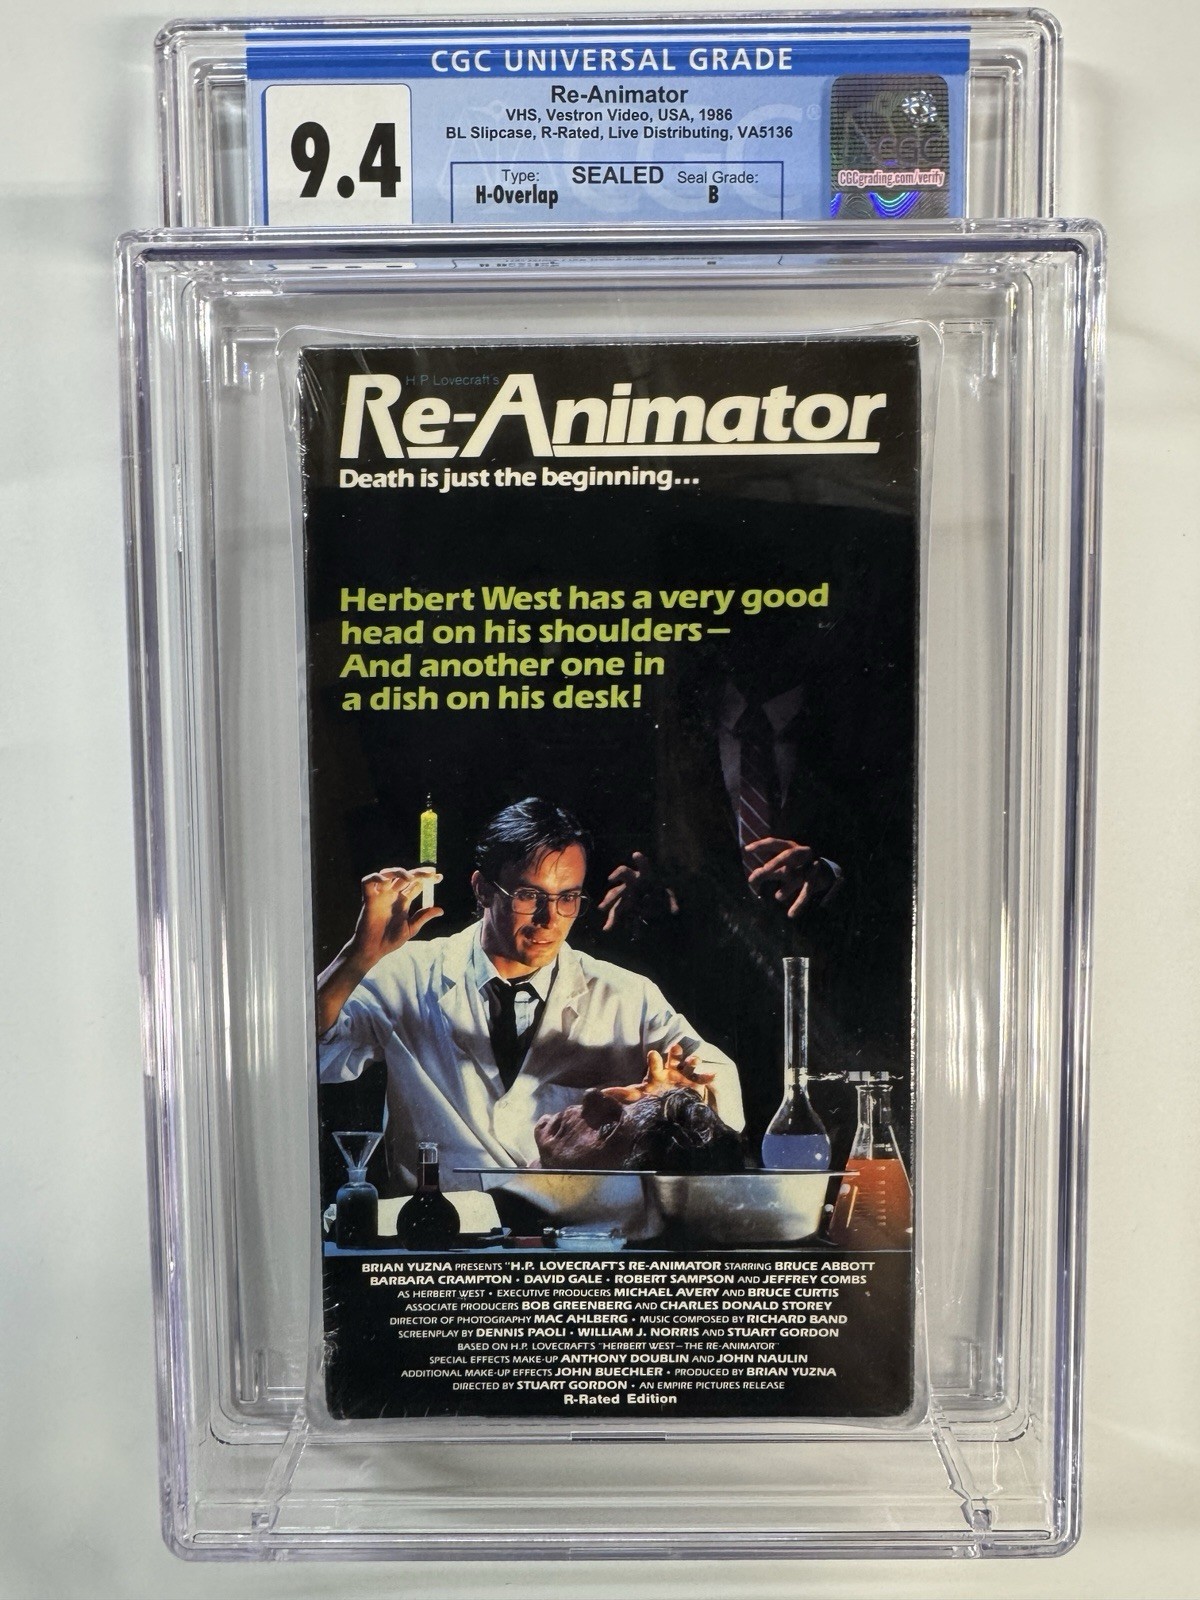 CGC UNIVERSAL GRADE
9.4
Re-Animator
VHS, Vestron Video, USA, 1986
BL Slipcase, R-Rated, Live Distributing, VA5136
Type: SEALED Seal Grade:
H-Overlap B
CGC
CGCgrading.com/verify
H.P. Lovecraft's
Re-Animator
Death is just the beginning...
Herbert West has a very good
head on his shoulders—
And another one in
a dish on his desk!
BRIAN YUZNA PRESENTS "H.P. LOVECRAFT'S RE-ANIMATOR STARRING BRUCE ABBOTT
BARBARA CRAMPTON • DAVID GALE • ROBERT SAMPSON AND JEFFREY COMBS
AS HERBERT WEST • EXECUTIVE PRODUCERS MICHAEL AVERY AND BRUCE CURTIS
ASSOCIATE PRODUCERS BOB GREENBERG AND CHARLES DONALD STOREY
DIRECTOR OF PHOTOGRAPHY MAC AHLBERG • MUSIC COMPOSED BY RICHARD BAND
SCREENPLAY BY DENNIS PAOLI • WILLIAM J. NORRIS AND STUART GORDON
BASED ON H.P. LOVECRAFT'S "HERBERT WEST—THE RE-ANIMATOR"
SPECIAL EFFECTS MAKE-UP ANTHONY DOUBLIN AND JOHN NAULIN
ADDITIONAL MAKE-UP EFFECTS JOHN BUECHLER • PRODUCED BY BRIAN YUZNA
DIRECTED BY STUART GORDON • AN EMPIRE PICTURES RELEASE
R-Rated Edition